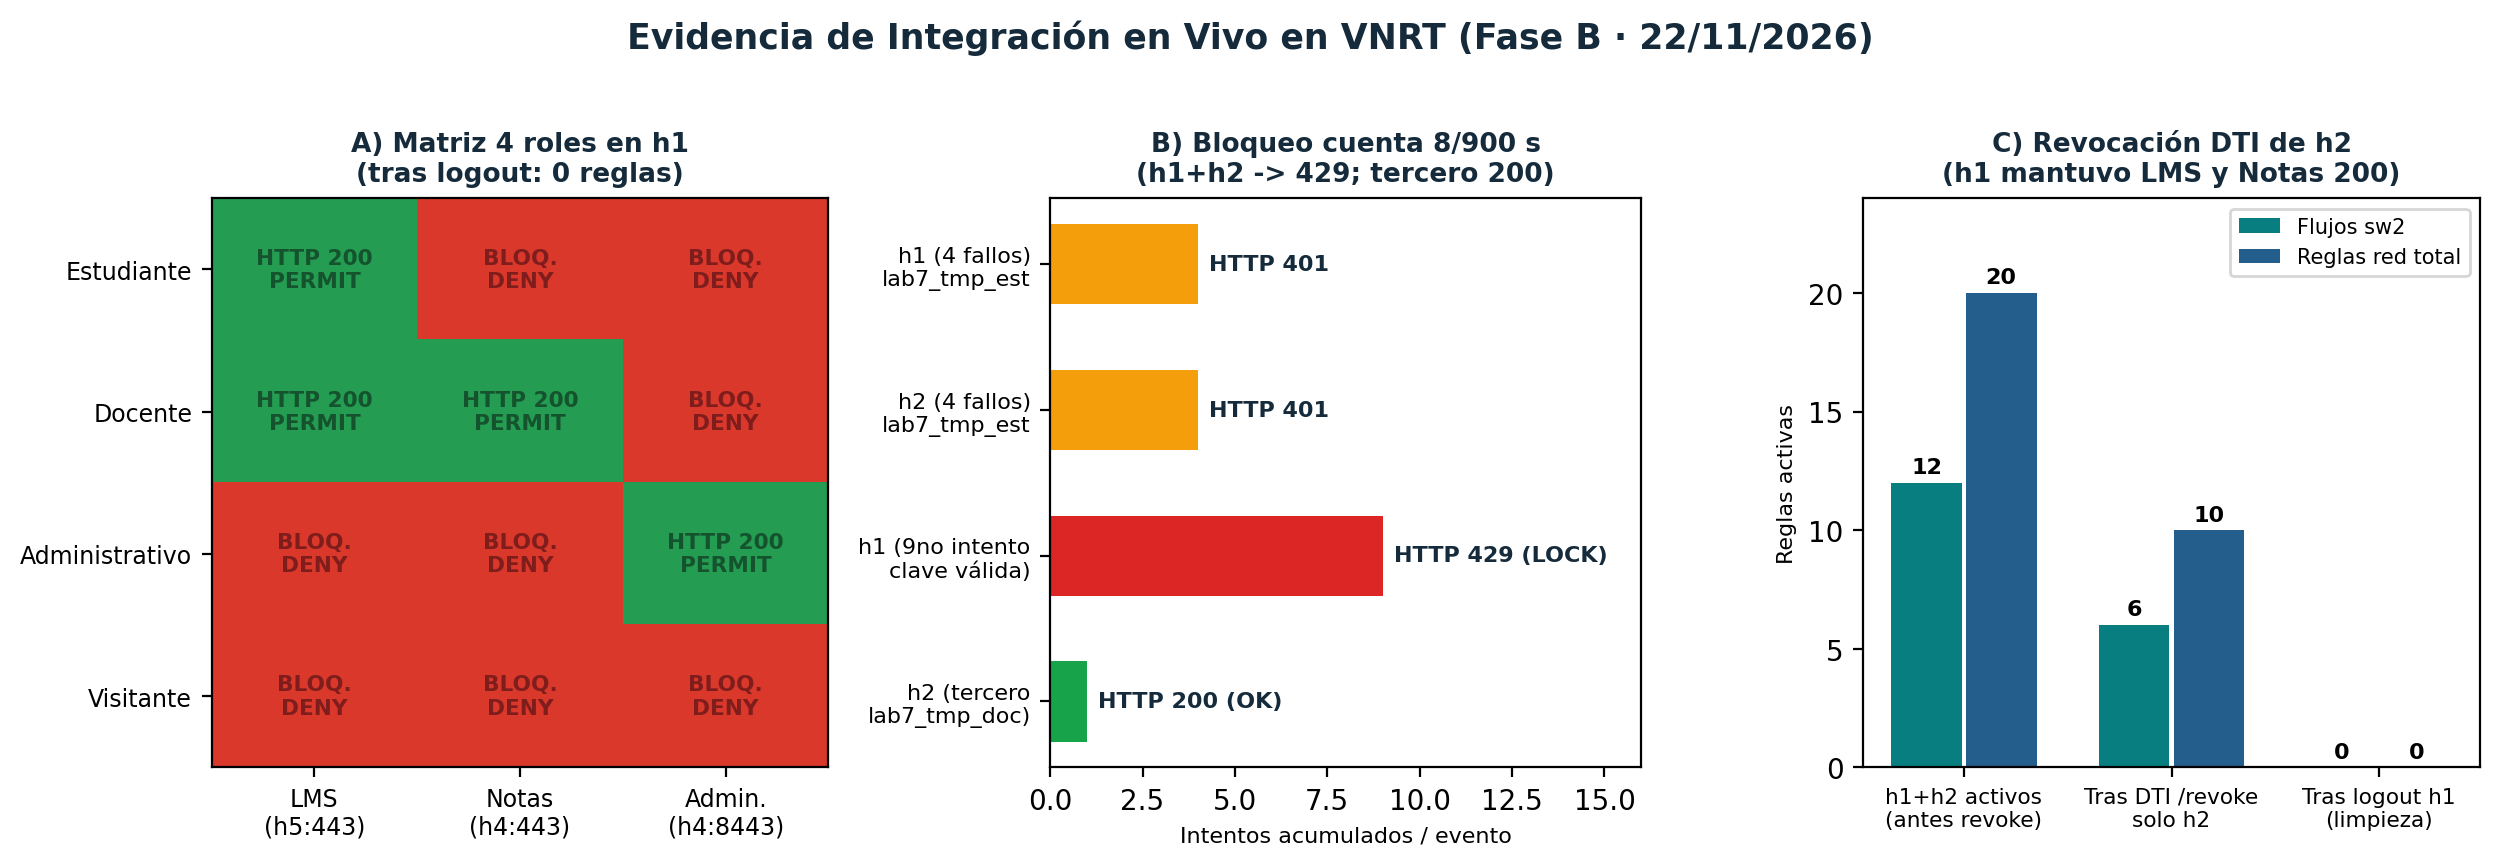 Evidencia de Integración en Vivo en VNRT (Fase B · 22/11/2026)
A) Matriz 4 roles en h1
(tras logout: 0 reglas)
Estudiante
HTTP 200
PERMIT
BLOQ.
DENY
BLOQ.
DENY
Docente
HTTP 200
PERMIT
HTTP 200
PERMIT
BLOQ.
DENY
Administrativo
BLOQ.
DENY
BLOQ.
DENY
HTTP 200
PERMIT
Visitante
BLOQ.
DENY
BLOQ.
DENY
BLOQ.
DENY
LMS
(h5:443)
Notas
(h4:443)
Admin.
(h4:8443)
B) Bloqueo cuenta 8/900 s
(h1+h2 -> 429; tercero 200)
h1 (4 fallos)
lab7_tmp_est
HTTP 401
h2 (4 fallos)
lab7_tmp_est
HTTP 401
h1 (9no intento
clave válida)
HTTP 429 (LOCK)
h2 (tercero
lab7_tmp_doc)
HTTP 200 (OK)
0.0 2.5 5.0 7.5 10.0 12.5 15.0
Intentos acumulados / evento
C) Revocación DTI de h2
(h1 mantuvo LMS y Notas 200)
Flujos sw2
Reglas red total
Reglas activas
20
15
10
5
0
12
20
6
10
0
0
h1+h2 activos
(antes revoke)
Tras DTI /revoke
solo h2
Tras logout h1
(limpieza)